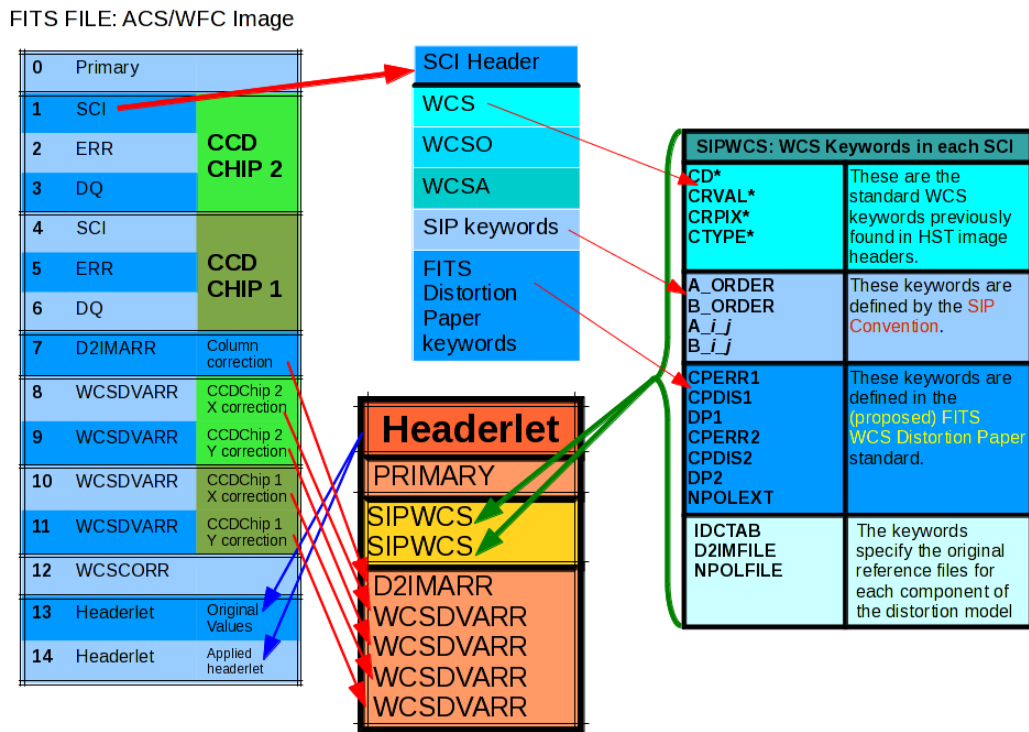 FITS FILE: ACS/WFC Image
0 Primary
1 SCI
2 ERR
3 DQ
CCD
CHIP 2
4 SCI
5 ERR
6 DQ
CCD
CHIP 1
7 D2IMARR Column
correction
8 WCSDVARR CCDChip 2
X correction
9 WCSDVARR CCDChip 2
Y correction
10 WCSDVARR CCDChip 1
X correction
11 WCSDVARR CCDChip 1
Y correction
12 WCSCORR
13 Headerlet Original
Values
14 Headerlet Applied
headerlet
SCI Header
WCS
WCSO
WCSA
SIP keywords
FITS
Distortion
Paper
keywords
Headerlet
PRIMARY
SIPWCS
SIPWCS
D2IMARR
WCSDVARR
WCSDVARR
WCSDVARR
WCSDVARR
SIPWCS: WCS Keywords in each SCI
CD*
CRVAL*
CRPIX*
CTYPE*
These are the
standard WCS
keywords previously
found in HST image
headers.
A_ORDER
B_ORDER
A_i_j
B_i_j
These keywords are
defined by the SIP
Convention.
CPERR1
CPDIS1
DP1
CPERR2
CPDIS2
DP2
NPOLEXT
These keywords are
defined in the
(proposed) FITS
WCS Distortion Paper
standard.
IDCTAB
D2IMFILE
NPOLFILE
The keywords
specify the original
reference files for
each component of
the distortion model